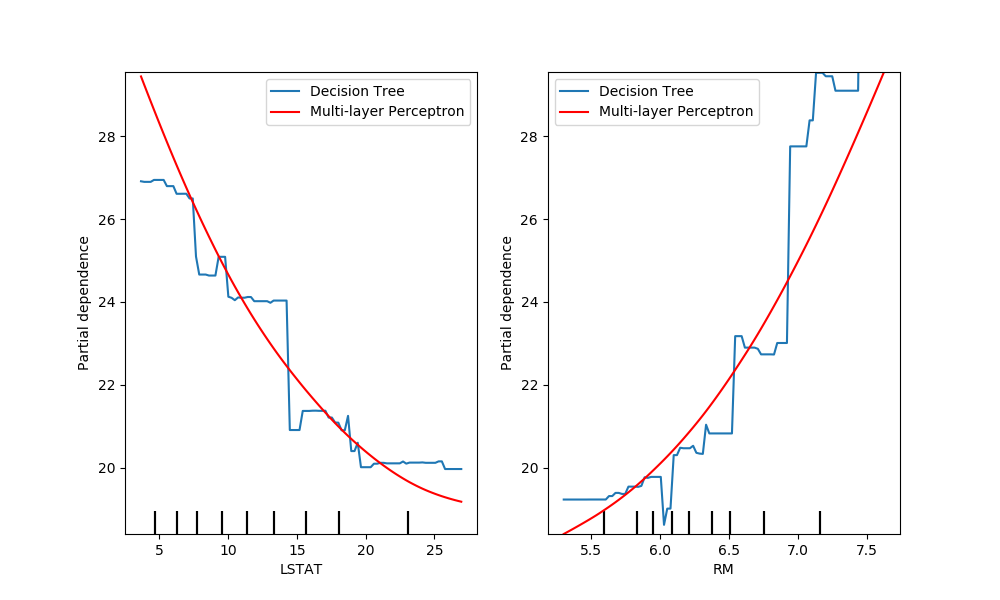 Decision Tree
Multi-layer Perceptron
28
26
24
22
20
Partial dependence
5 10 15 20 25
LSTAT
Decision Tree
Multi-layer Perceptron
28
26
24
22
20
Partial dependence
5.5 6.0 6.5 7.0 7.5
RM